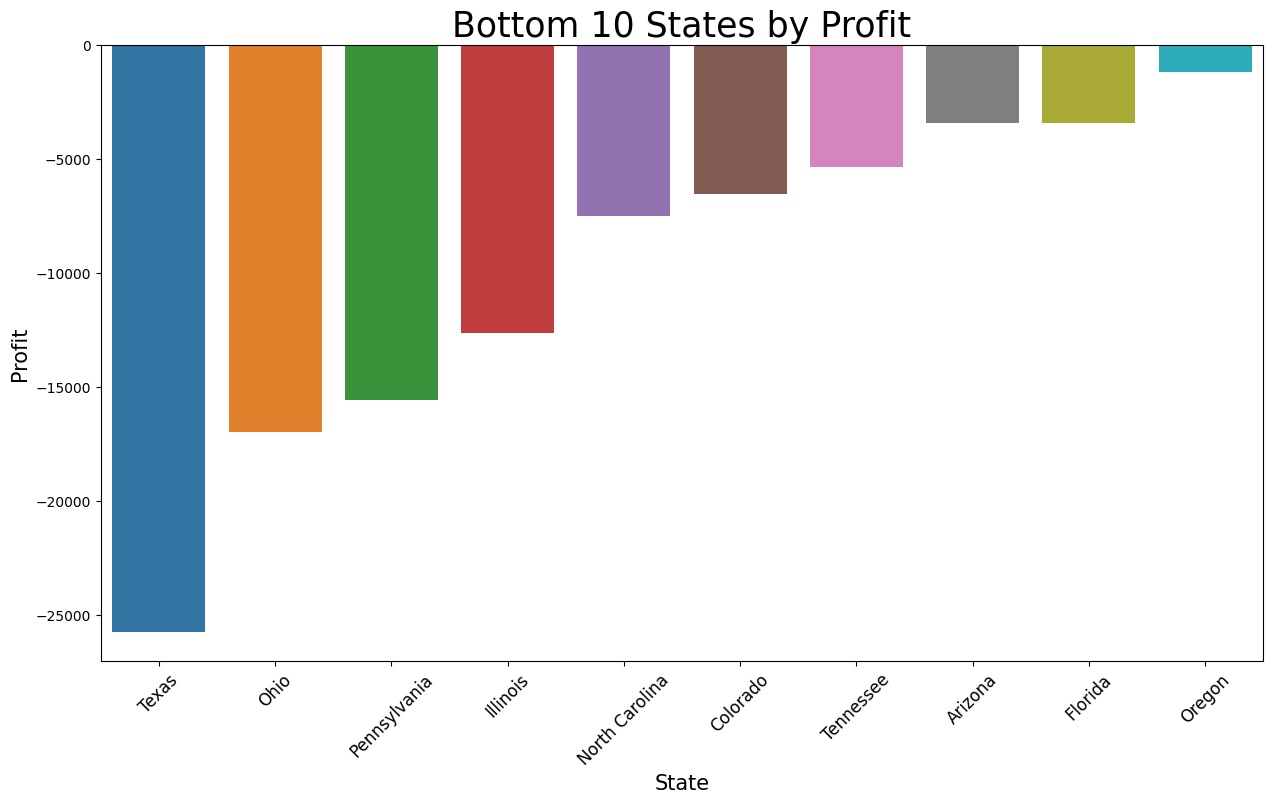 Bottom 10 States by Profit
0
−5000
−10000
−15000
−20000
−25000
Profit
Texas
Ohio
Pennsylvania
Illinois
North Carolina
Colorado
Tennessee
Arizona
Florida
Oregon
State